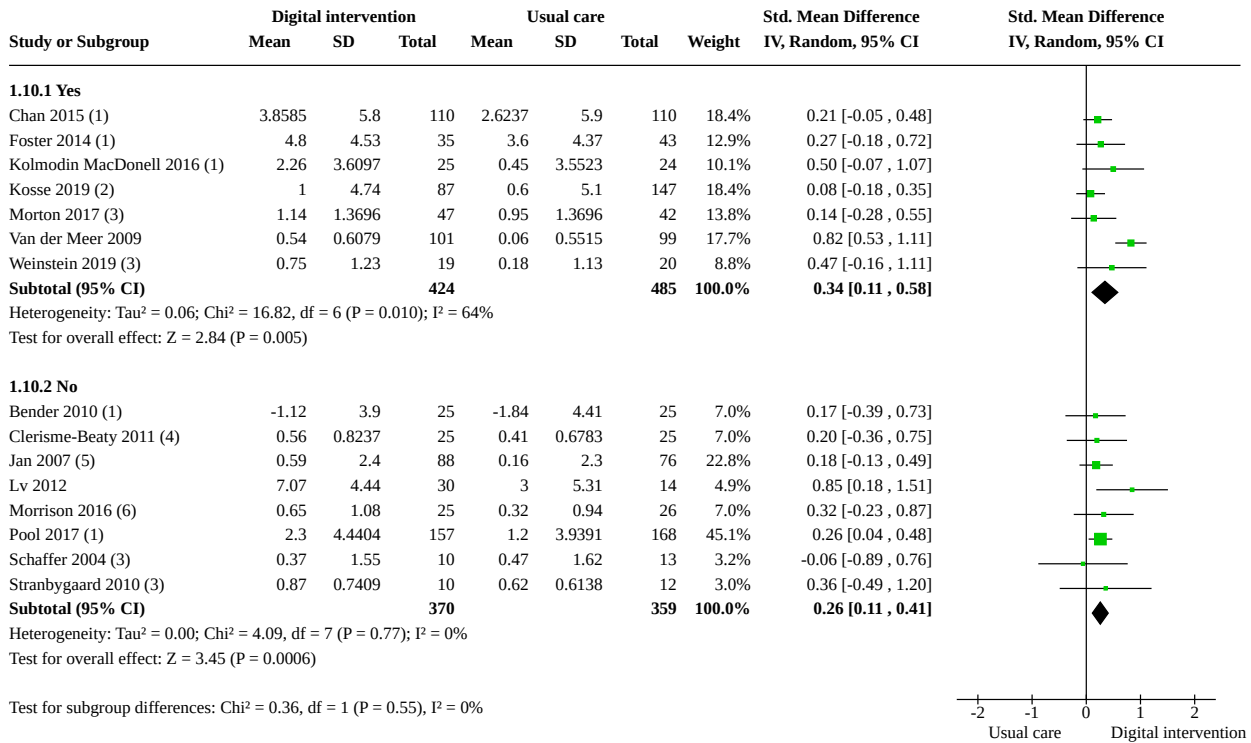 Digital intervention Usual care Std. Mean Difference Std. Mean Difference
Study or Subgroup Mean SD Total Mean SD Total Weight IV, Random, 95% CI IV, Random, 95% CI
1.10.1 Yes
Chan 2015 (1) 3.8585 5.8 110 2.6237 5.9 110 18.4% 0.21 [-0.05 , 0.48]
Foster 2014 (1) 4.8 4.53 35 3.6 4.37 43 12.9% 0.27 [-0.18 , 0.72]
Kolmodin MacDonell 2016 (1) 2.26 3.6097 25 0.45 3.5523 24 10.1% 0.50 [-0.07 , 1.07]
Kosse 2019 (2) 1 4.74 87 0.6 5.1 147 18.4% 0.08 [-0.18 , 0.35]
Morton 2017 (3) 1.14 1.3696 47 0.95 1.3696 42 13.8% 0.14 [-0.28 , 0.55]
Van der Meer 2009 0.54 0.6079 101 0.06 0.5515 99 17.7% 0.82 [0.53 , 1.11]
Weinstein 2019 (3) 0.75 1.23 19 0.18 1.13 20 8.8% 0.47 [-0.16 , 1.11]
Subtotal (95% CI) 424 485 100.0% 0.34 [0.11 , 0.58]
Heterogeneity: Tau² = 0.06; Chi² = 16.82, df = 6 (P = 0.010); I² = 64%
Test for overall effect: Z = 2.84 (P = 0.005)
1.10.2 No
Bender 2010 (1) -1.12 3.9 25 -1.84 4.41 25 7.0% 0.17 [-0.39 , 0.73]
Clerisme-Beaty 2011 (4) 0.56 0.8237 25 0.41 0.6783 25 7.0% 0.20 [-0.36 , 0.75]
Jan 2007 (5) 0.59 2.4 88 0.16 2.3 76 22.8% 0.18 [-0.13 , 0.49]
Lv 2012 7.07 4.44 30 3 5.31 14 4.9% 0.85 [0.18 , 1.51]
Morrison 2016 (6) 0.65 1.08 25 0.32 0.94 26 7.0% 0.32 [-0.23 , 0.87]
Pool 2017 (1) 2.3 4.4404 157 1.2 3.9391 168 45.1% 0.26 [0.04 , 0.48]
Schaffer 2004 (3) 0.37 1.55 10 0.47 1.62 13 3.2% -0.06 [-0.89 , 0.76]
Stranbygaard 2010 (3) 0.87 0.7409 10 0.62 0.6138 12 3.0% 0.36 [-0.49 , 1.20]
Subtotal (95% CI) 370 359 100.0% 0.26 [0.11 , 0.41]
Heterogeneity: Tau² = 0.00; Chi² = 4.09, df = 7 (P = 0.77); I² = 0%
Test for overall effect: Z = 3.45 (P = 0.0006)
Test for subgroup differences: Chi² = 0.36, df = 1 (P = 0.55), I² = 0%
-2 -1 0 1 2
Usual care Digital intervention